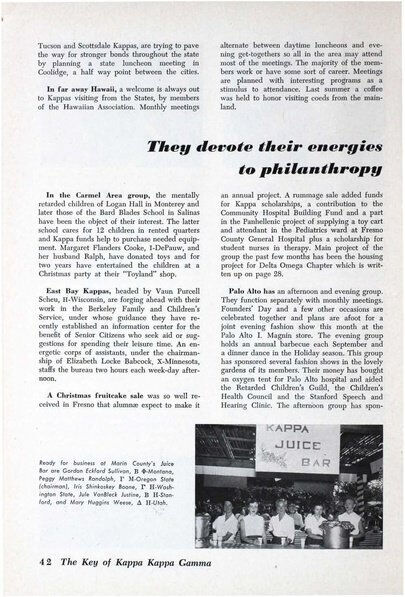 Tucson and Scottsdale Kappas, are trying to pave
the way for stronger bonds throughout the state
by planning a state luncheon meeting in
Coolidge, a half way point between the cities.
In far away Hawaii, a welcome is always out
to Kappas visiting from the States, by members
of the Hawaiian Association. Monthly meetings
alternate between daytime luncheons and eve-
ning get-togethers so all in the area may attend
most of the meetings. The majority of the mem-
bers work or have some sort of career. Meetings
are planned with interesting programs as a
stimulus to attendance. Last summer a coffee
was held to honor visiting coeds from the main-
land.
They devote their energies
to philanthropy
In the Carmel Area group, the mentally
retarded children of Logan Hall in Monterey and
later those of the Bard Blades School in Salinas
have been the object of their interest. The latter
school cares for 12 children in rented quarters
and Kappa funds help to purchase needed equip-
ment. Margaret Flanders Cooke, I-DePauw, and
her husband Ralph, have donated toys and for
two years have entertained the children at a
Christmas party at their "Toyland" shop.
East Bay Kappas, headed by Vaun Purcell
Scheu, H-Wisconsin, are forging ahead with their
work in the Berkeley Family and Children's
Service, under whose guidance they have re-
cently established an information center for the
benefit of Senior Citizens who seek aid or sug-
gestions for spending their leisure time. An en-
ergetic corps of assistants, under the chairman-
ship of Elizabeth Locke Babcock, X-Minnesota,
staffs the bureau two hours each week-day after-
noon.
A Christmas fruitcake sale was so well re-
ceived in Fresno that alumnæ expect to make it
an annual project. A rummage sale added funds
for Kappa scholarships, a contribution to the
Community Hospital Building Fund and a part
in the Panhellenic project of supplying a toy cart
and attendant in the Pediatrics ward at Fresno
County General Hospital plus a scholarship for
student nurses in therapy. Main project of the
group the past few months has been the housing
project for Delta Omega Chapter which is writ-
ten up on page 28.
Palo Alto has an afternoon and evening group.
They function separately with monthly meetings.
Founders' Day and a few other occasions are
celebrated together and plans are afoot for a
joint evening fashion show this month at the
Palo Alto I. Magnin store. The evening group
holds an annual barbecue each September and
a dinner dance in the Holiday season. This group
has sponsored several fashion shows in the lovely
gardens of its members. Their money has bought
an oxygen tent for Palo Alto hospital and aided
the Retarded Children's Guild, the Children's
Health Council and the Stanford Speech and
Hearing Clinic. The afternoon group has spon-
Ready for business at Marin County's Juice
Bar are Gordon Eckford Sullivan, B Φ-Montana,
Peggy Matthews Randolph, Γ M-Oregon State
(chairman), Iris Shinkoskey Boone, Γ H-Wash-
ington State, Jule VonBleck Justine, B H-Stan-
ford, and Mary Huggins Weese, Δ H-Utah.
KAPPA
JUICE
BAR
42 The Key of Kappa Kappa Gamma